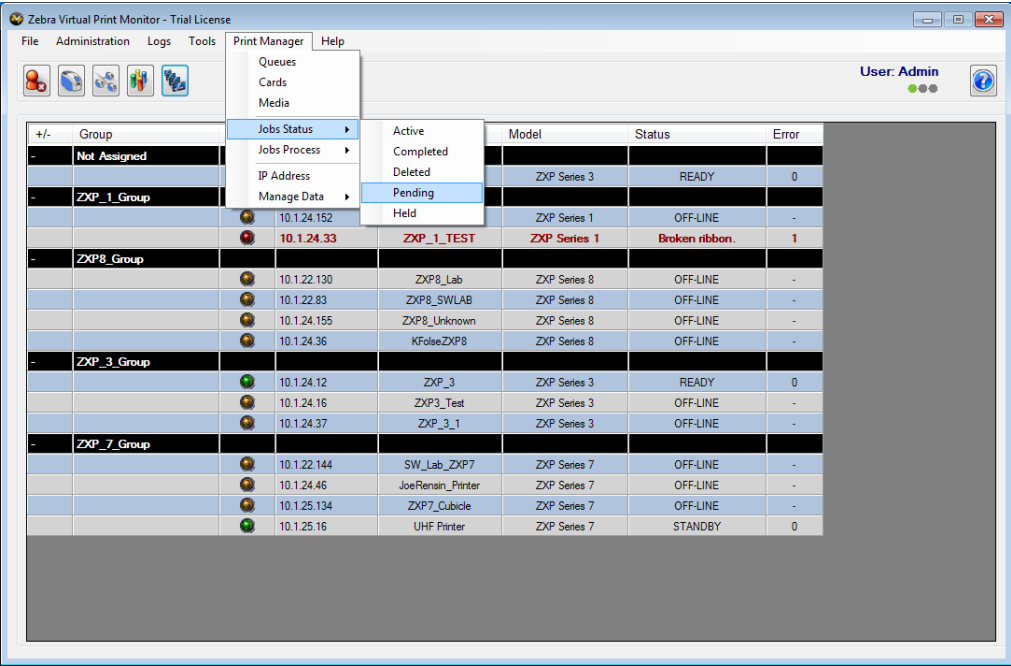 Zebra Virtual Print Monitor - Trial License
File Administration Logs Tools Print Manager Help
User: Admin
Queues
Cards
Media
Jobs Status
Jobs Process
IP Address
Manage Data
Active
Completed
Deleted
Pending
Held
+/- Group Model Status Error
- Not Assigned
ZXP Series 3 READY 0
- ZXP_1_Group
10.1.24.152 ZXP Series 1 OFF-LINE -
10.1.24.33 ZXP_1_TEST ZXP Series 1 Broken ribbon. 1
- ZXP8_Group
10.1.22.130 ZXP8_Lab ZXP Series 8 OFF-LINE -
10.1.22.83 ZXP8_SWLAB ZXP Series 8 OFF-LINE -
10.1.24.155 ZXP8_Unknown ZXP Series 8 OFF-LINE -
10.1.24.36 KFolseZXP8 ZXP Series 8 OFF-LINE -
- ZXP_3_Group
10.1.24.12 ZXP_3 ZXP Series 3 READY 0
10.1.24.16 ZXP3_Test ZXP Series 3 OFF-LINE -
10.1.24.37 ZXP_3_1 ZXP Series 3 OFF-LINE -
- ZXP_7_Group
10.1.22.144 SW_Lab_ZXP7 ZXP Series 7 OFF-LINE -
10.1.24.46 JoeRensin_Printer ZXP Series 7 OFF-LINE -
10.1.25.134 ZXP7_Cubicle ZXP Series 7 OFF-LINE -
10.1.25.16 UHF Printer ZXP Series 7 STANDBY 0